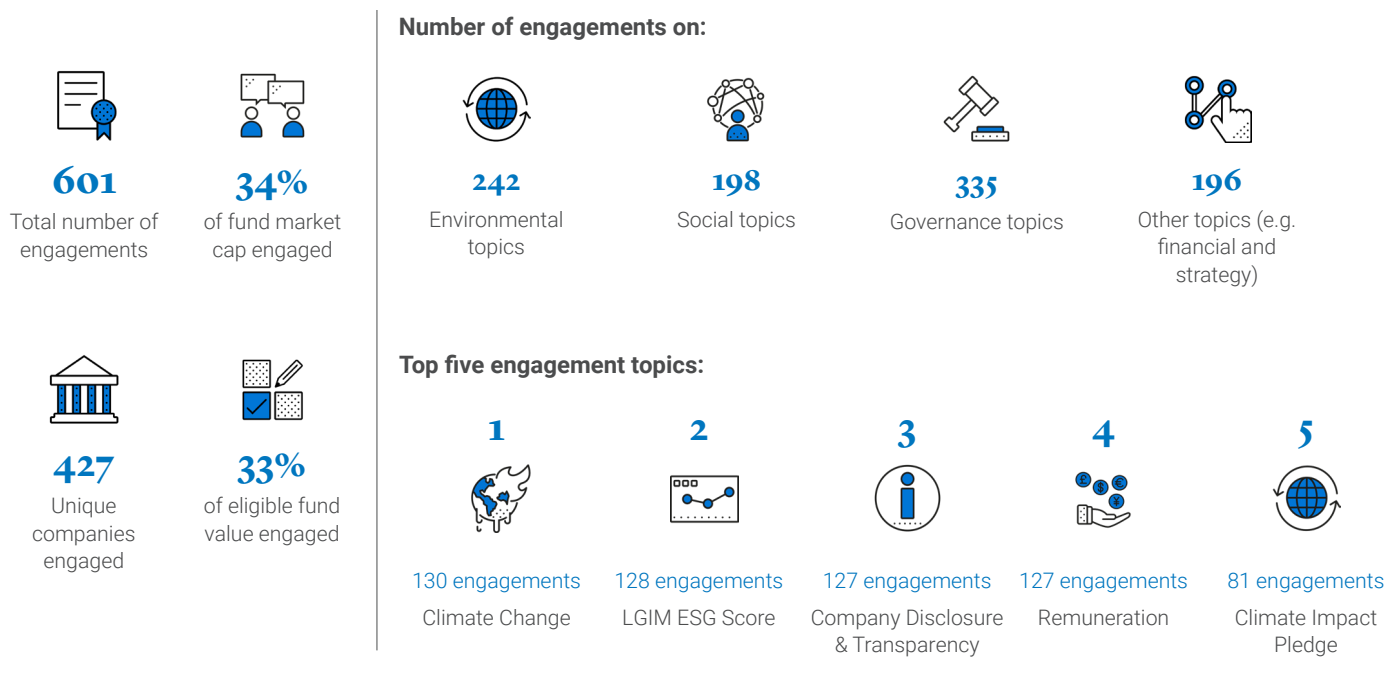 601
Total number of
engagements
34%
of fund market
cap engaged
427
Unique
companies
engaged
33%
of eligible fund
value engaged
Number of engagements on:
242
Environmental
topics
198
Social topics
335
Governance topics
196
Other topics (e.g.
financial and
strategy)
Top five engagement topics:
1
130 engagements
Climate Change
2
128 engagements
LGIM ESG Score
3
127 engagements
Company Disclosure
& Transparency
4
£
$
€
¥
127 engagements
Remuneration
5
81 engagements
Climate Impact
Pledge